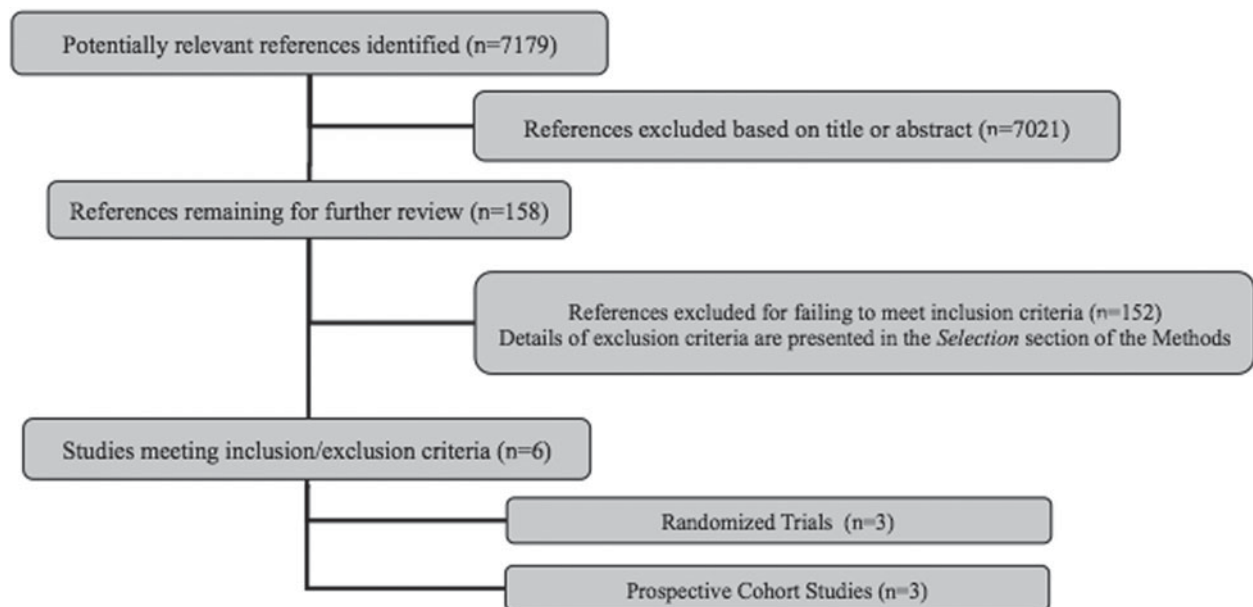 Potentially relevant references identified (n=7179)
References excluded based on title or abstract (n=7021)
References remaining for further review (n=158)
References excluded for failing to meet inclusion criteria (n=152)
Details of exclusion criteria are presented in the Selection section of the Methods
Studies meeting inclusion/exclusion criteria (n=6)
Randomized Trials (n=3)
Prospective Cohort Studies (n=3)